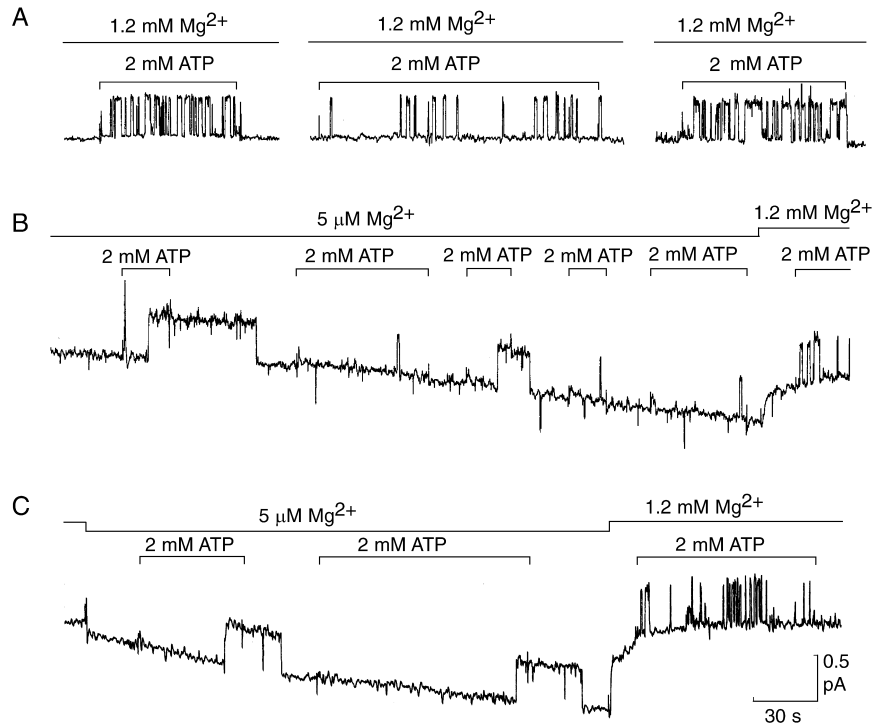 A
1.2 mM Mg2+ 1.2 mM Mg2+ 1.2 mM Mg2+
2 mM ATP 2 mM ATP 2 mM ATP
B
5 μM Mg2+ 1.2 mM Mg2+
2 mM ATP 2 mM ATP 2 mM ATP 2 mM ATP 2 mM ATP 2 mM ATP
C
5 μM Mg2+ 1.2 mM Mg2+
2 mM ATP 2 mM ATP 2 mM ATP
0.5
pA
30 s